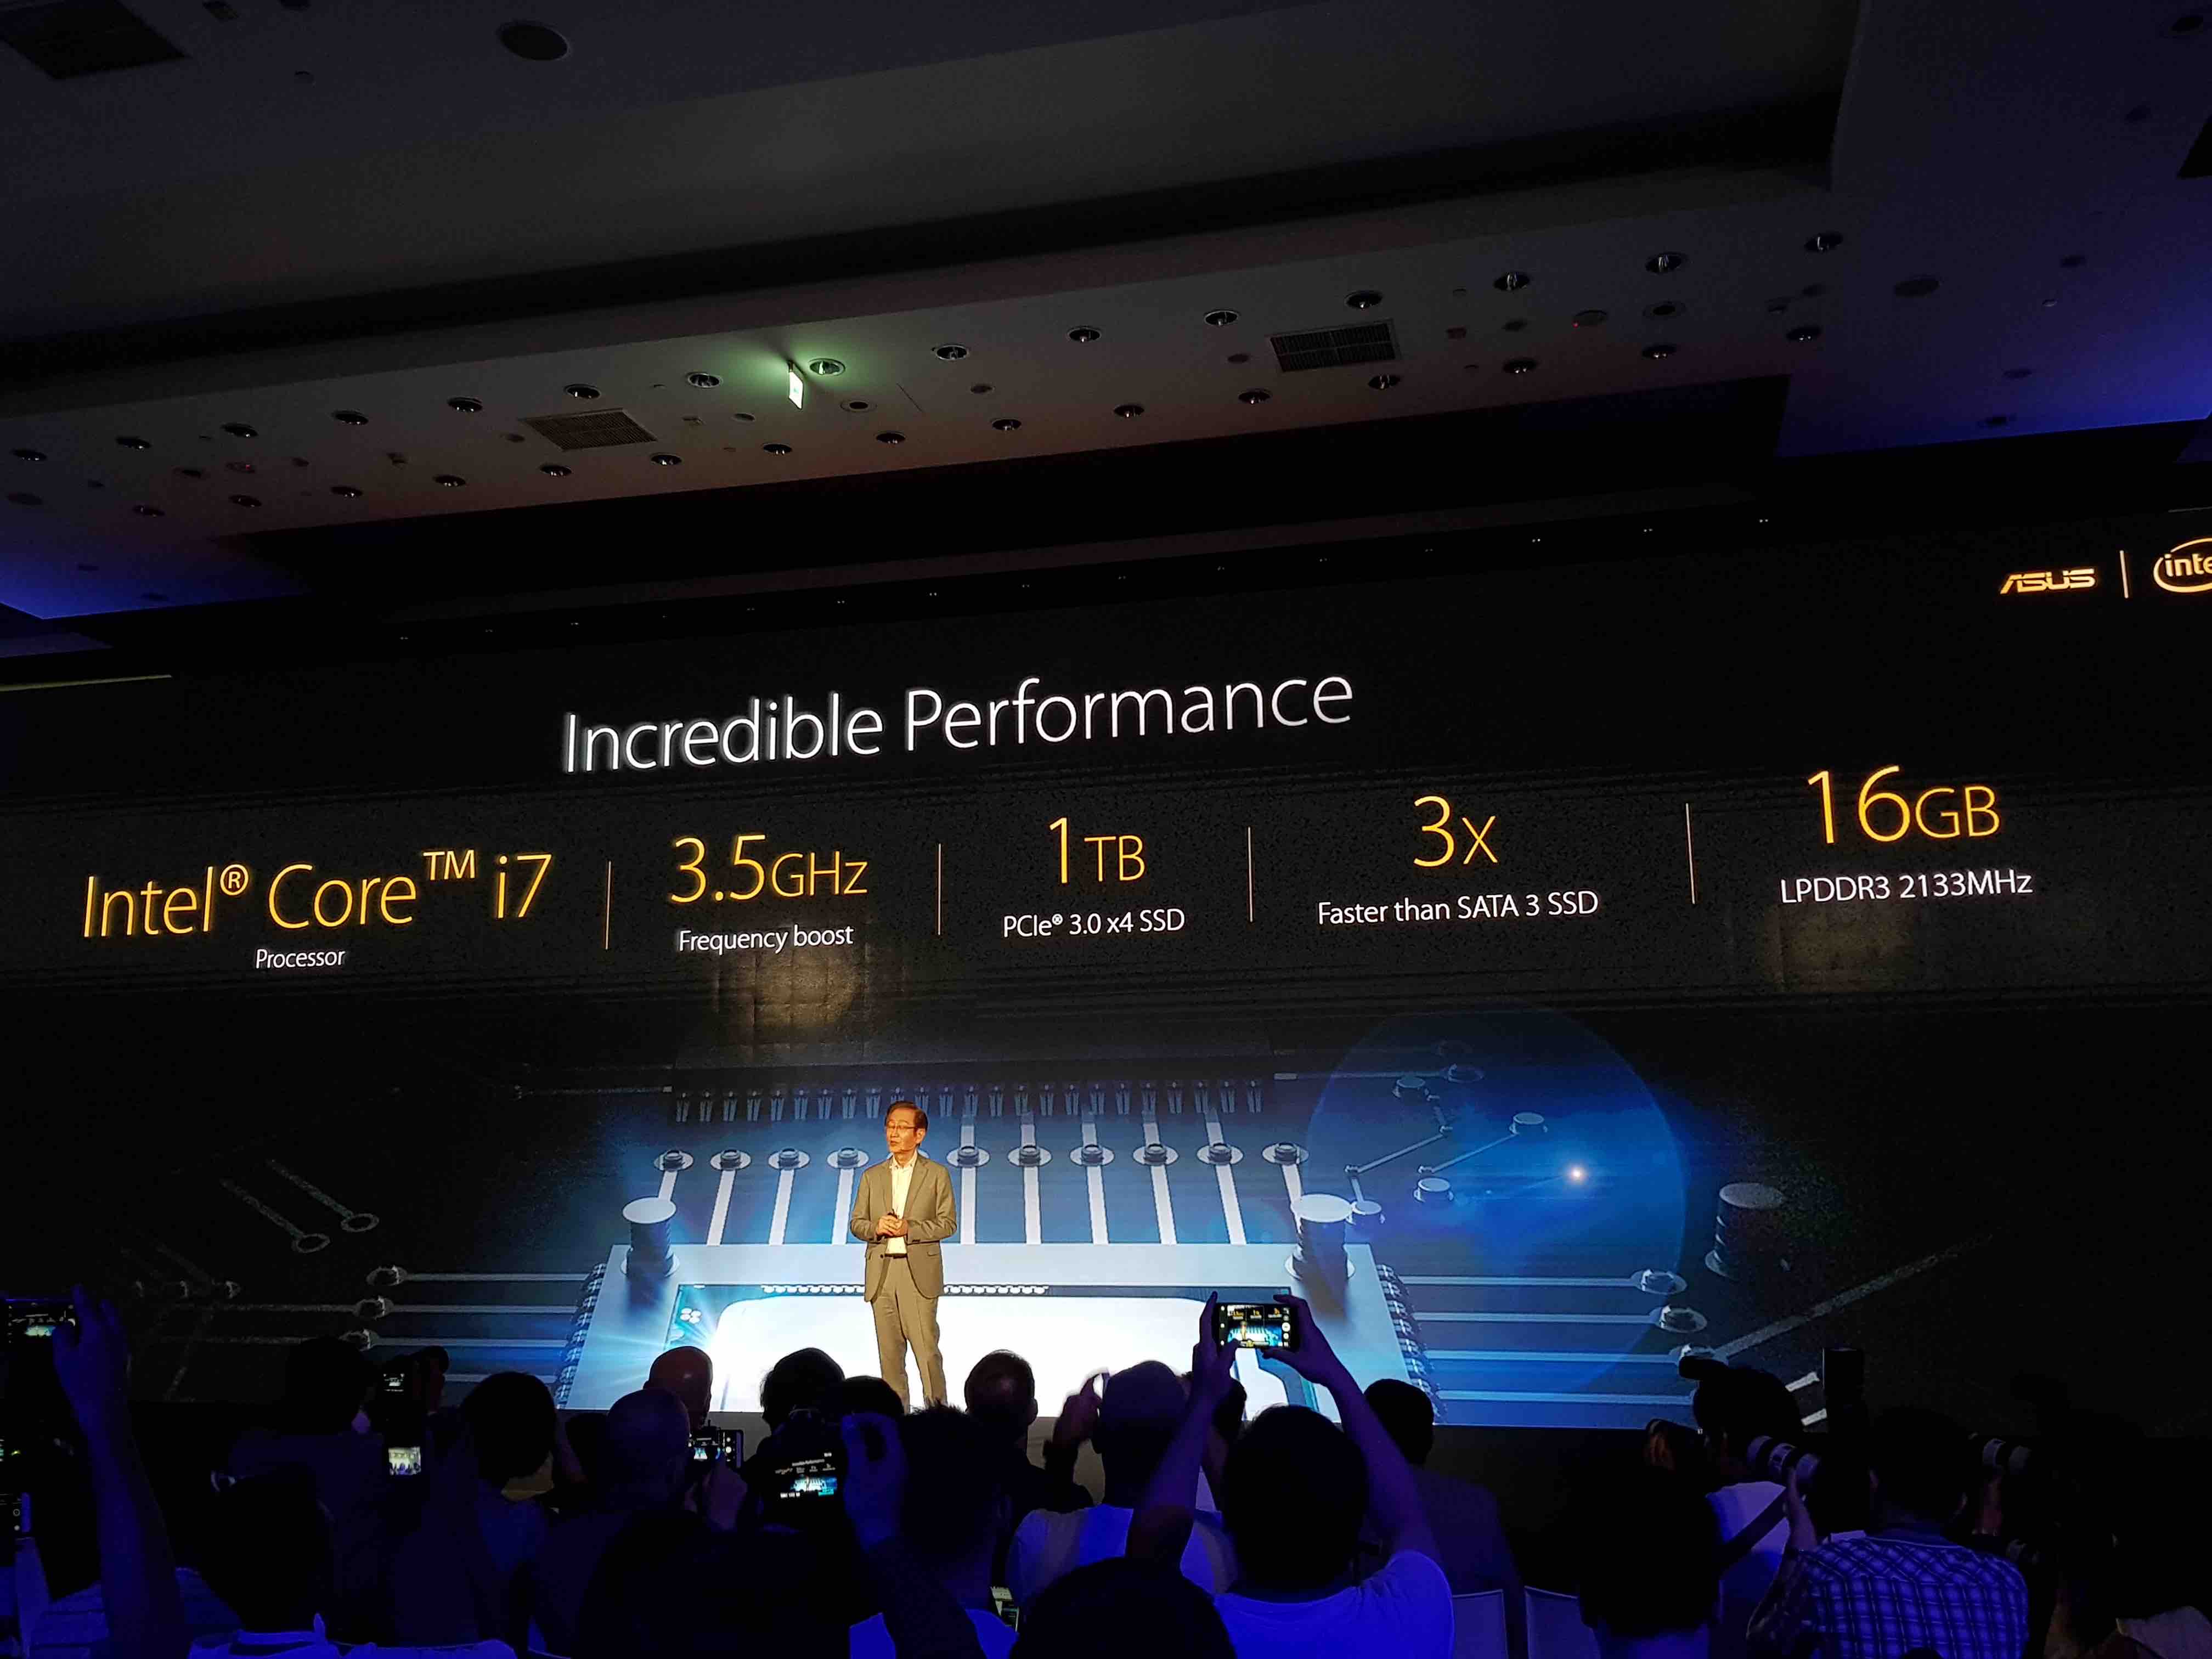 ASUS
Incredible Performance
Intel® Core™ i7
Processor
3.5GHz
Frequency boost
1TB
PCIe® 3.0 x4 SSD
3X
Faster than SATA 3 SSD
16GB
LPDDR3 2133MHz